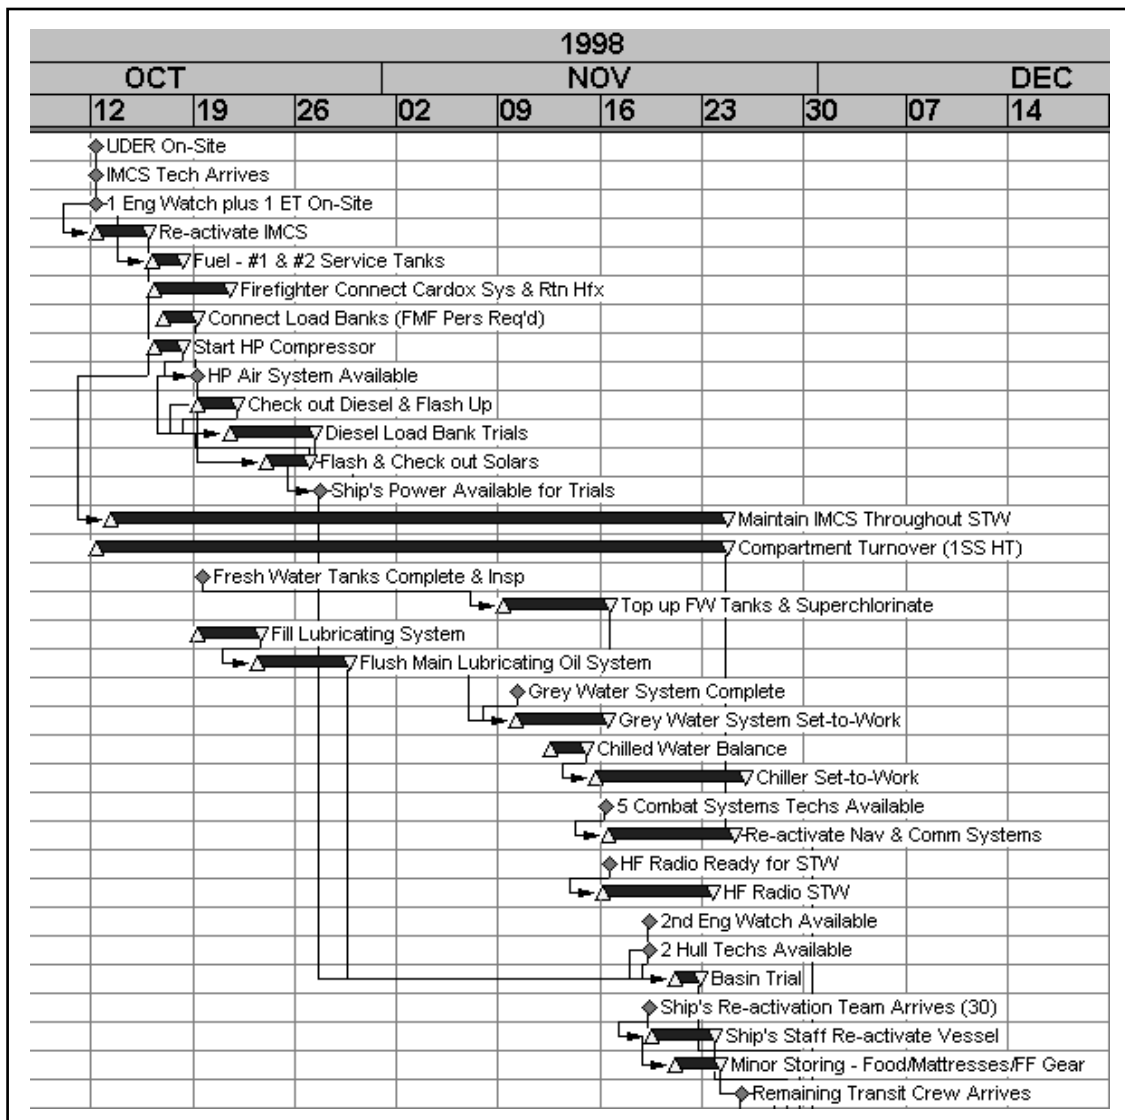 1998
OCT NOV DEC
12 19 26 02 09 16 23 30 07 14
UDER On-Site
IMCS Tech Arrives
1 Eng Watch plus 1 ET On-Site
Re-activate IMCS
Fuel - #1 & #2 Service Tanks
Firefighter Connect Cardox Sys & Rtn Hfx
Connect Load Banks (FMF Pers Req'd)
Start HP Compressor
HP Air System Available
Check out Diesel & Flash Up
Diesel Load Bank Trials
Flash & Check out Solars
Ship's Power Available for Trials
Maintain IMCS Throughout STW
Compartment Turnover (1SS HT)
Fresh Water Tanks Complete & Insp
Top up FW Tanks & Superchlorinate
Fill Lubricating System
Flush Main Lubricating Oil System
Grey Water System Complete
Grey Water System Set-to-Work
Chilled Water Balance
Chiller Set-to-Work
5 Combat Systems Techs Available
Re-activate Nav & Comm Systems
HF Radio Ready for STW
HF Radio STW
2nd Eng Watch Available
2 Hull Techs Available
Basin Trial
Ship's Re-activation Team Arrives (30)
Ship's Staff Re-activate Vessel
Minor Storing - Food/Mattresses/FF Gear
Remaining Transit Crew Arrives